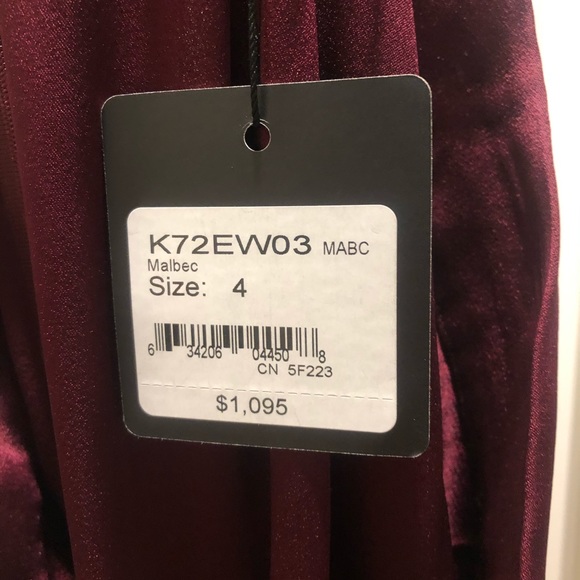 K72EW03 MABC
Malbec
Size: 4
6 34206 04450 8
CN 5F223
$1,095